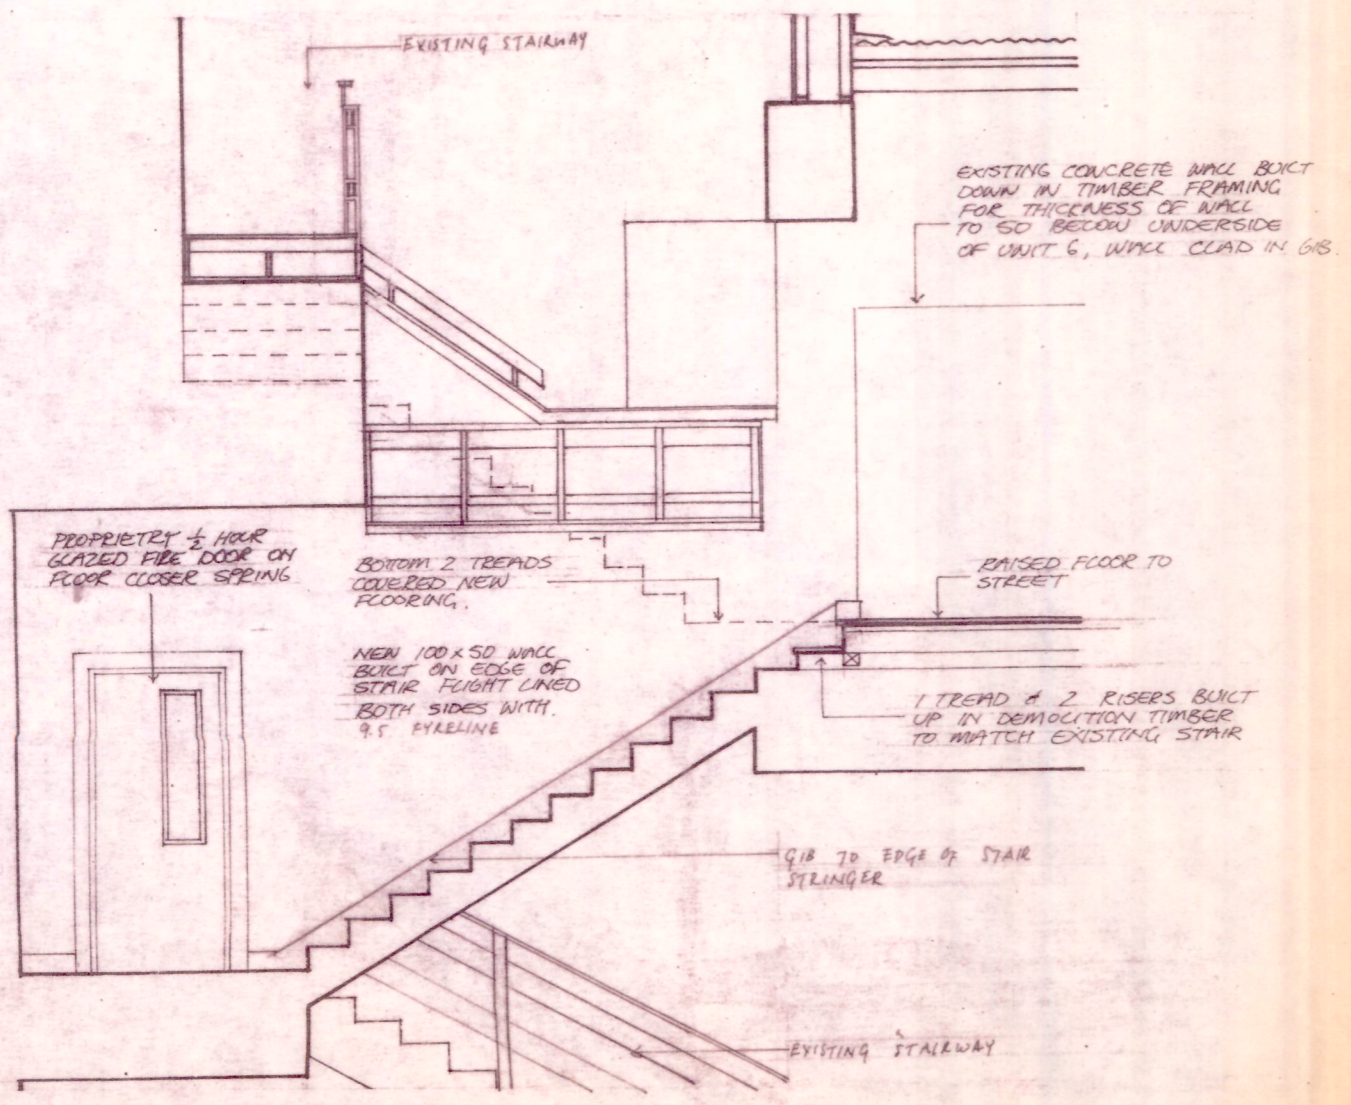 EXISTING STAIRWAY
EXISTING CONCRETE WALL BUILT
DOWN IN TIMBER FRAMING
FOR THICKNESS OF WALL
TO 50 BELOW UNDERSIDE
OF UNIT 6, WALL CLAD IN GIB.
PROPRIETRY ½ HOUR
GLAZED FIRE DOOR ON
FLOOR CLOSER SPRING
BOTTOM 2 TREADS
COVERED NEW
FLOORING.
RAISED FLOOR TO
STREET
NEW 100 x 50 WALL
BUILT ON EDGE OF
STAIR FLIGHT LINED
BOTH SIDES WITH.
9.5 FYRELINE
1 TREAD & 2 RISERS BUILT
UP IN DEMOLITION TIMBER
TO MATCH EXISTING STAIR
GIB TO EDGE OF STAIR
STRINGER
EXISTING STAIRWAY